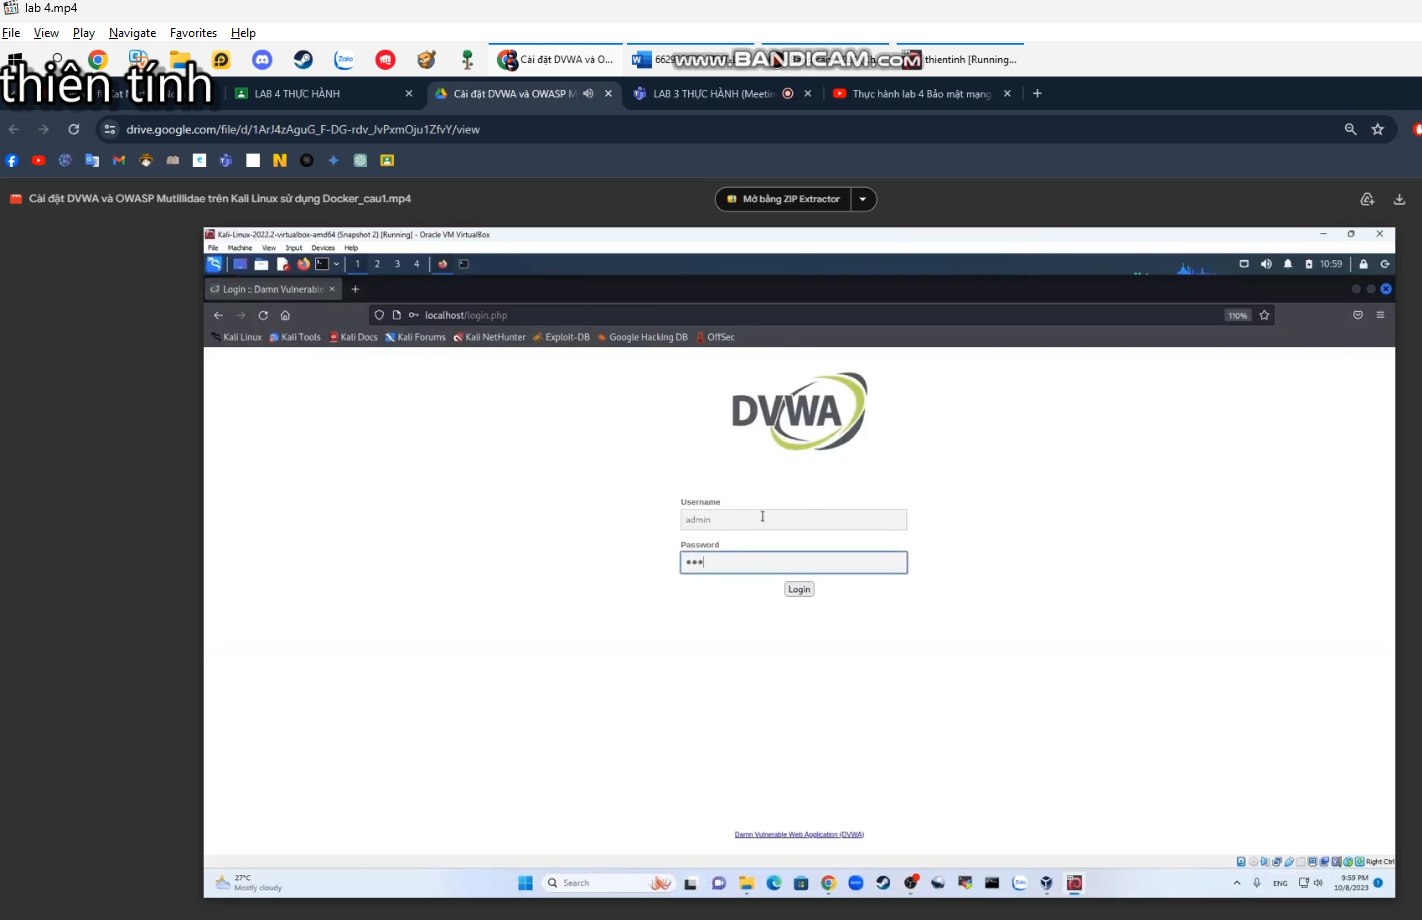 lab 4.mp4
File View Play Navigate Favorites Help
Cài đặt DVWA và O...
www.BANDICAM.com
thientinh [Running...
thiên tính
LAB 4 THỰC HÀNH
Cài đặt DVWA và OWASP M
LAB 3 THỰC HÀNH (Meetin
Thực hành lab 4 Bảo mật mạng
drive.google.com/file/d/1ArJ4zAguG_F-DG-rdv_JvPxmOju1ZfvY/view
Cài đặt DVWA và OWASP Mutillidae trên Kali Linux sử dụng Docker_cau1.mp4
Mở bằng ZIP Extractor
Kali-Linux-2022.2-virtualbox-amd64 (Snapshot 2) [Running] - Oracle VM VirtualBox
File Machine View Input Devices Help
1 2 3 4
10:59
Login :: Damn Vulnerable
localhost/login.php
110%
Kali Linux Kali Tools Kali Docs Kali Forums Kali NetHunter Exploit-DB Google Hacking DB OffSec
DVWA
Username
admin
Password
Login
Damn Vulnerable Web Application (DVWA)
Right Ctrl
27°C
Mostly cloudy
Search
ENG
9:59 PM
10/8/2023